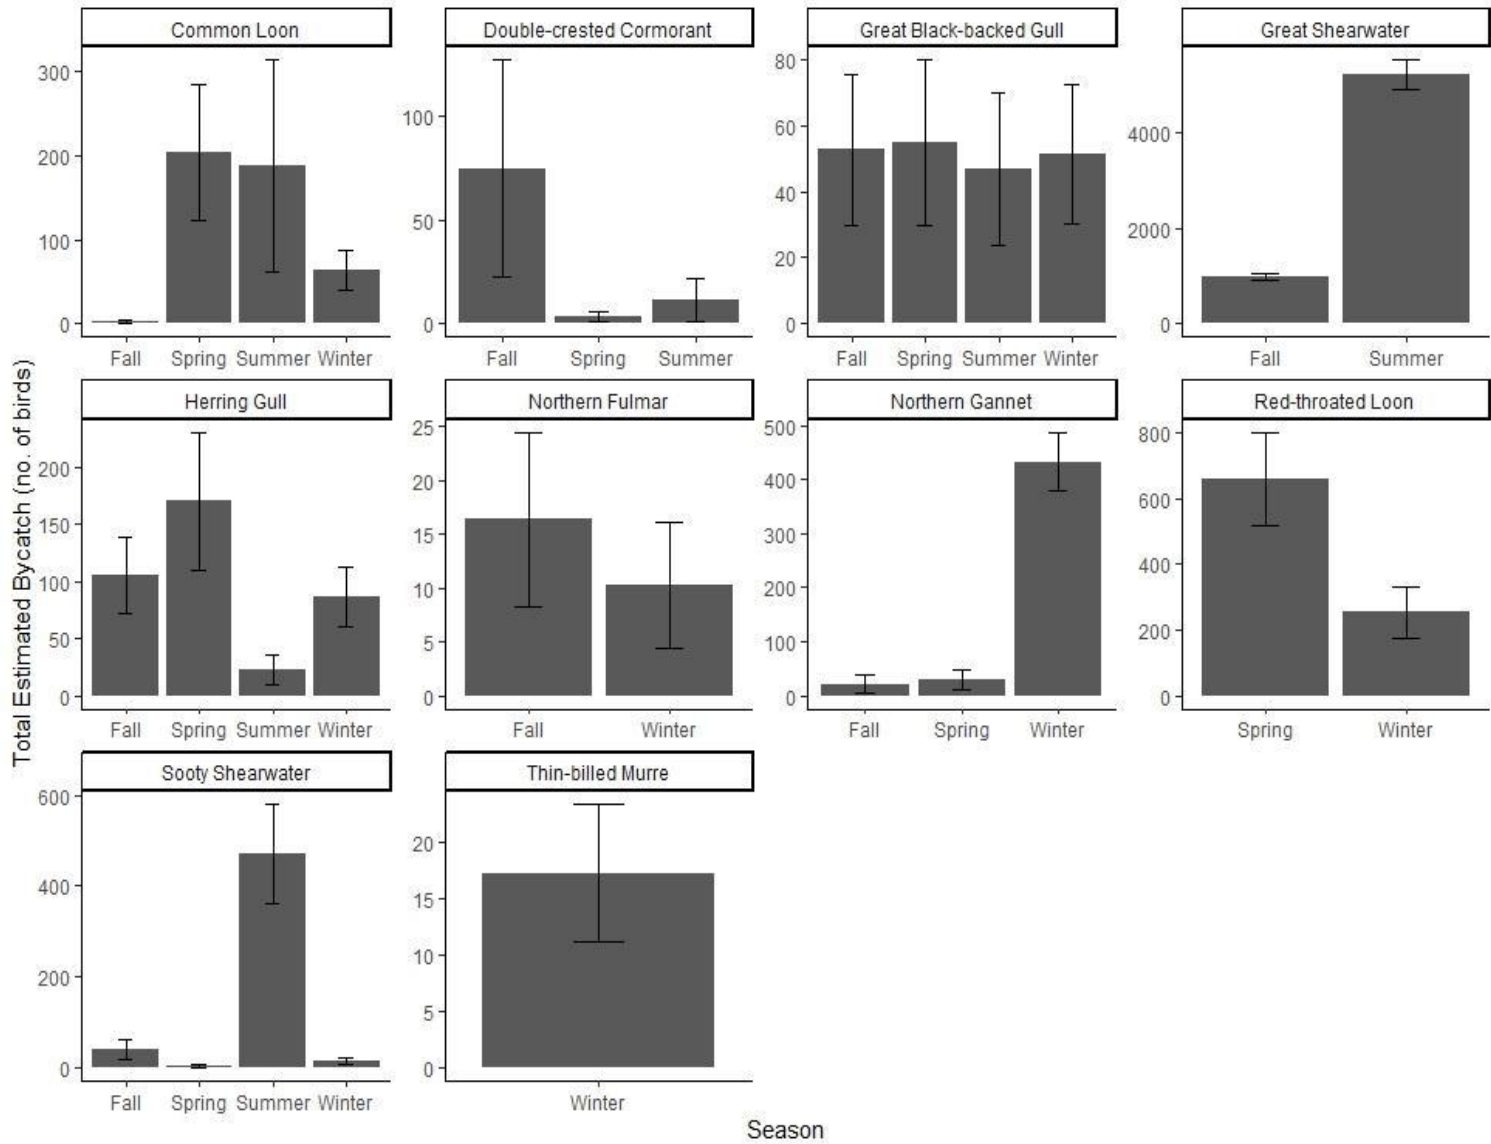 Total Estimated Bycatch (no. of birds)
Common Loon
300
200
100
0
Fall Spring Summer Winter
Double-crested Cormorant
100
50
0
Fall Spring Summer
Great Black-backed Gull
80
60
40
20
0
Fall Spring Summer Winter
Great Shearwater
4000
2000
0
Fall Summer
Herring Gull
200
150
100
50
0
Fall Spring Summer Winter
Northern Fulmar
25
20
15
10
5
0
Fall Winter
Northern Gannet
500
400
300
200
100
0
Fall Spring Winter
Red-throated Loon
800
600
400
200
0
Spring Winter
Sooty Shearwater
600
400
200
0
Fall Spring Summer Winter
Thin-billed Murre
20
15
10
5
0
Winter
Season